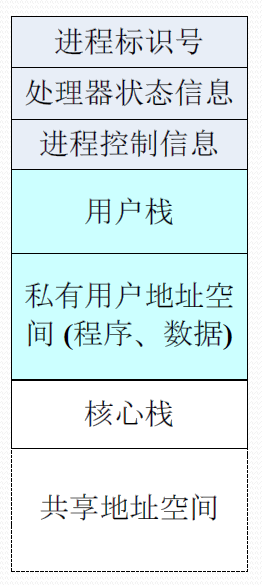 进程标识号
处理器状态信息
进程控制信息
用户栈
私有用户地址空
间 (程序、数据)
核心栈
共享地址空间